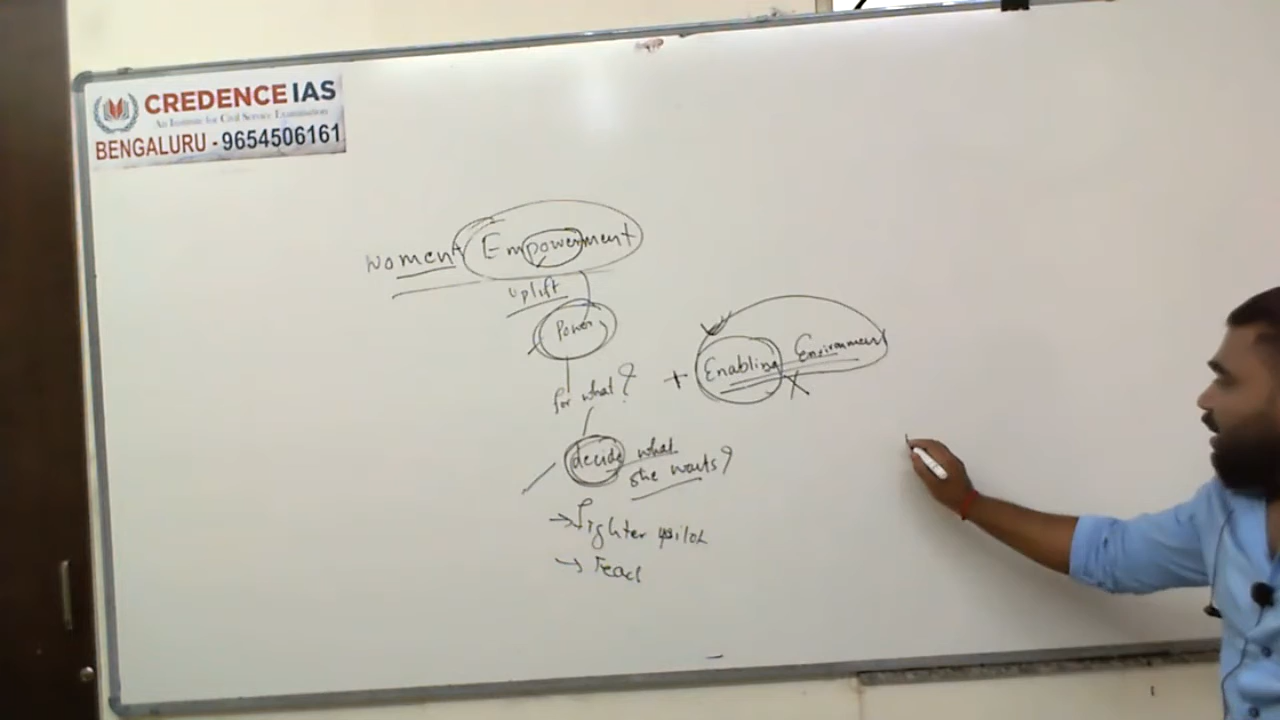 CREDENCE IAS
An Institute for Civil Service Examination
BENGALURU - 9654506161
women Empowerment
uplift
Power
for what?
+ Enabling Environment
X
decide what
she wants?
→ fighter pilot
→ Teach